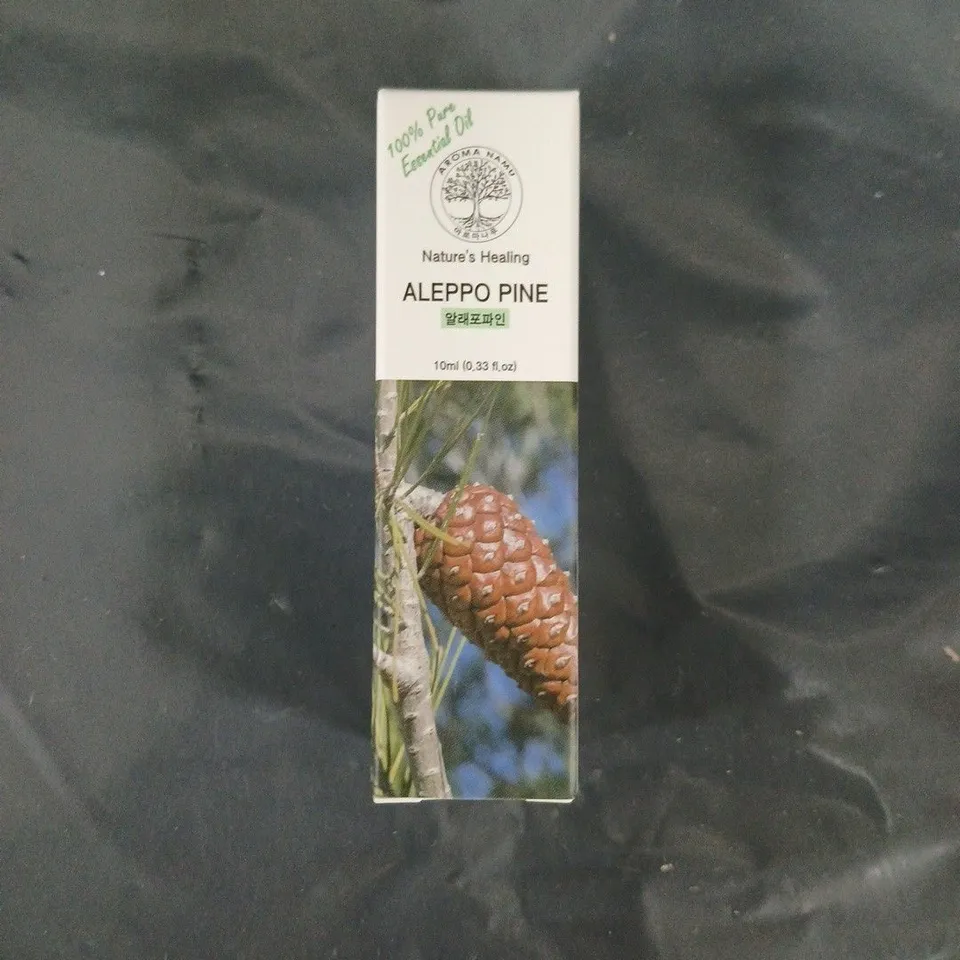 100% Pure
Essential Oil
AROMA NAMU
아로마나무
Nature's Healing
ALEPPO PINE
알래포파인
10ml (0.33 fl.oz)